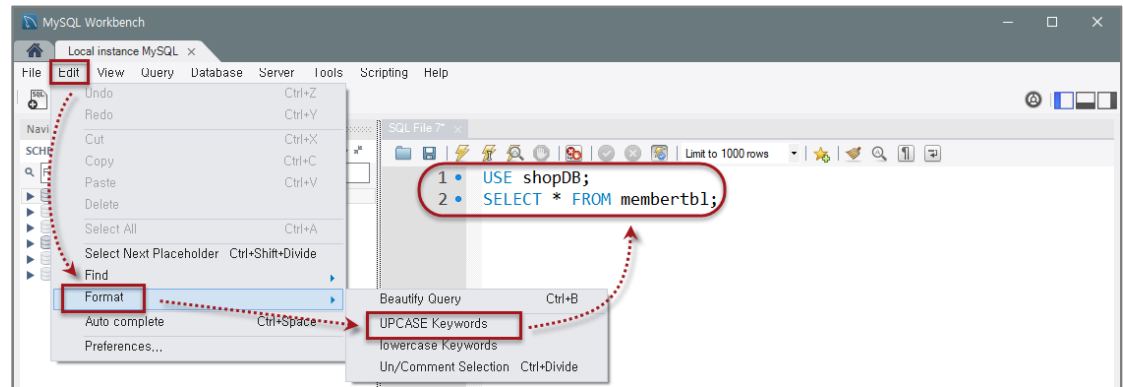 MySQL Workbench
Local instance MySQL
File Edit View Query Database Server Tools Scripting Help
Undo Ctrl+Z
Redo Ctrl+Y
Cut Ctrl+X
Copy Ctrl+C
Paste Ctrl+V
Delete
Select All Ctrl+A
Select Next Placeholder Ctrl+Shift+Divide
Find
Format
Auto complete Ctrl+Space
Preferences...
Beautify Query Ctrl+B
UPCASE Keywords
lowercase Keywords
Un/Comment Selection Ctrl+Divide
Navi
SCHE
SQL File 7*
Limit to 1000 rows
1 USE shopDB;
2 SELECT * FROM membertbl;